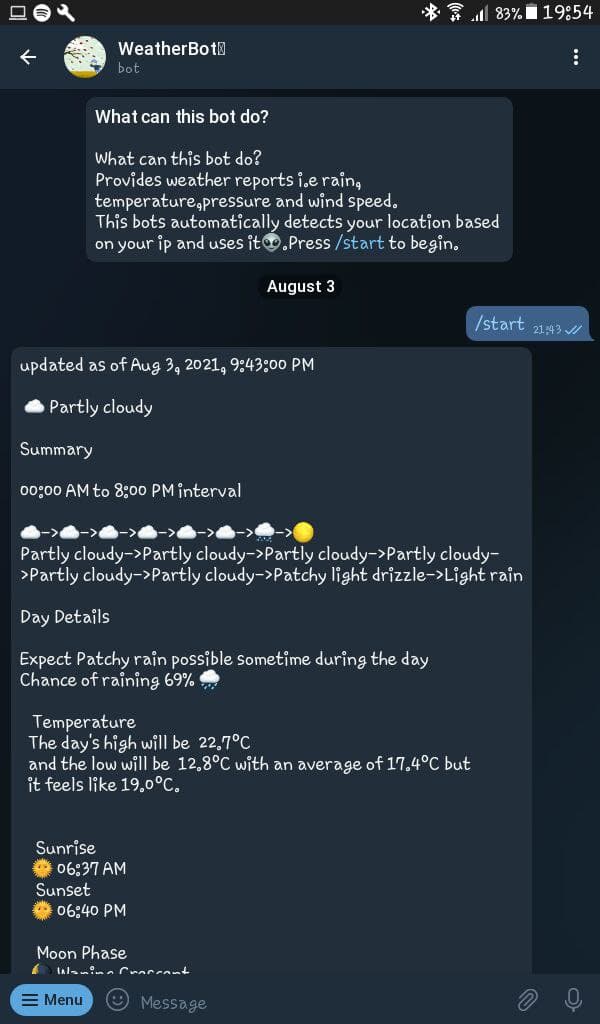 83% 19:54
WeatherBot
bot
What can this bot do?
What can this bot do?
Provides weather reports i.e rain,
temperature,pressure and wind speed.
This bots automatically detects your location based
on your ip and uses it👽.Press /start to begin.
August 3
/start 21:43
updated as of Aug 3, 2021, 9:43:00 PM
☁️ Partly cloudy
Summary
00:00 AM to 8:00 PM interval
☁️->☁️->☁️->☁️->☁️->☁️->🌧->🌕
Partly cloudy->Partly cloudy->Partly cloudy->Partly cloudy-
>Partly cloudy->Partly cloudy->Patchy light drizzle->Light rain
Day Details
Expect Patchy rain possible sometime during the day
Chance of raining 69% 🌧
Temperature
The day's high will be 22.7°C
and the low will be 12.8°C with an average of 17.4°C but
it feels like 19.0°C.
Sunrise
🌞 06:37 AM
Sunset
🌞 06:40 PM
Moon Phase
🌘 Waning Crescent
Menu
Message